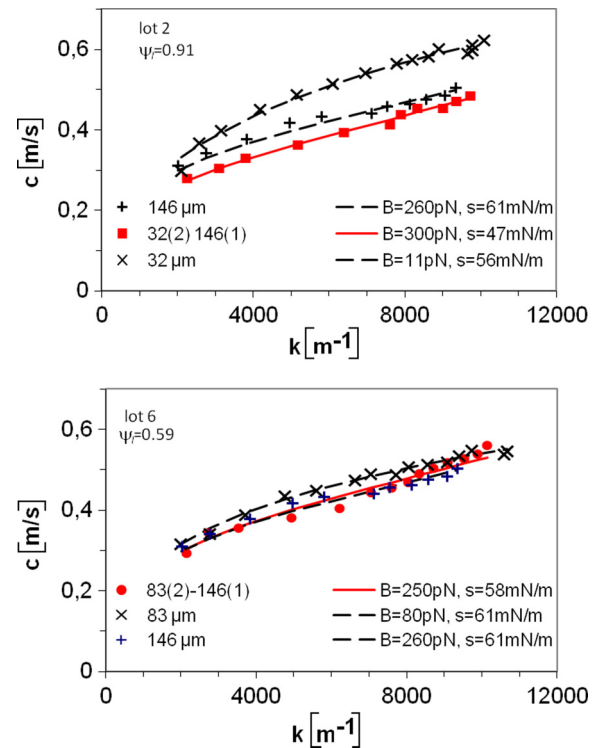 lot 2
ψᵢ=0.91
0,6
0,4
0,2
0
c [m/s]
146 µm B=260pN, s=61mN/m
32(2) 146(1) B=300pN, s=47mN/m
32 µm B=11pN, s=56mN/m
4000 8000 12000
k[m⁻¹]
lot 6
ψᵢ=0.59
0,6
0,4
0,2
0
c [m/s]
83(2)-146(1) B=250pN, s=58mN/m
83 µm B=80pN, s=61mN/m
146 µm B=260pN, s=61mN/m
0 4000 8000 12000
k[m⁻¹]